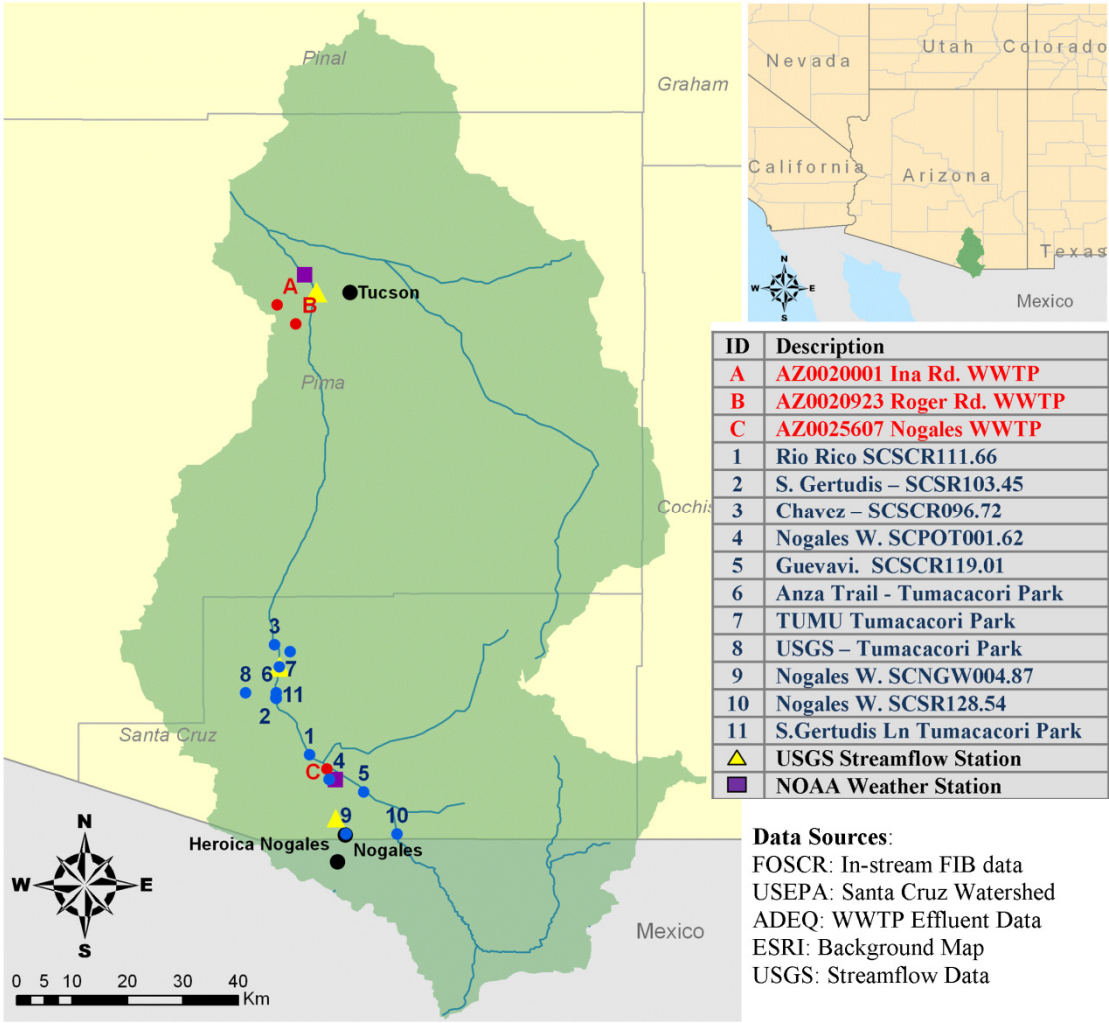 Pinal
Graham
A
B
Tucson
Pima
Cochis
3
8
6
7
11
2
Santa Cruz
1
C
4
5
9
10
Heroica Nogales
Nogales
Mexico
N
W
E
S
0 5 10 20 30 40
Km
Nevada
Utah
Colorado
California
Arizona
Texas
N
W
E
S
Mexico
ID Description
A AZ0020001 Ina Rd. WWTP
B AZ0020923 Roger Rd. WWTP
C AZ0025607 Nogales WWTP
1 Rio Rico SCSCR111.66
2 S. Gertudis – SCSR103.45
3 Chavez – SCSCR096.72
4 Nogales W. SCPOT001.62
5 Guevavi. SCSCR119.01
6 Anza Trail - Tumacacori Park
7 TUMU Tumacacori Park
8 USGS – Tumacacori Park
9 Nogales W. SCNGW004.87
10 Nogales W. SCSR128.54
11 S.Gertudis Ln Tumacacori Park
USGS Streamflow Station
NOAA Weather Station
Data Sources:
FOSCR: In-stream FIB data
USEPA: Santa Cruz Watershed
ADEQ: WWTP Effluent Data
ESRI: Background Map
USGS: Streamflow Data